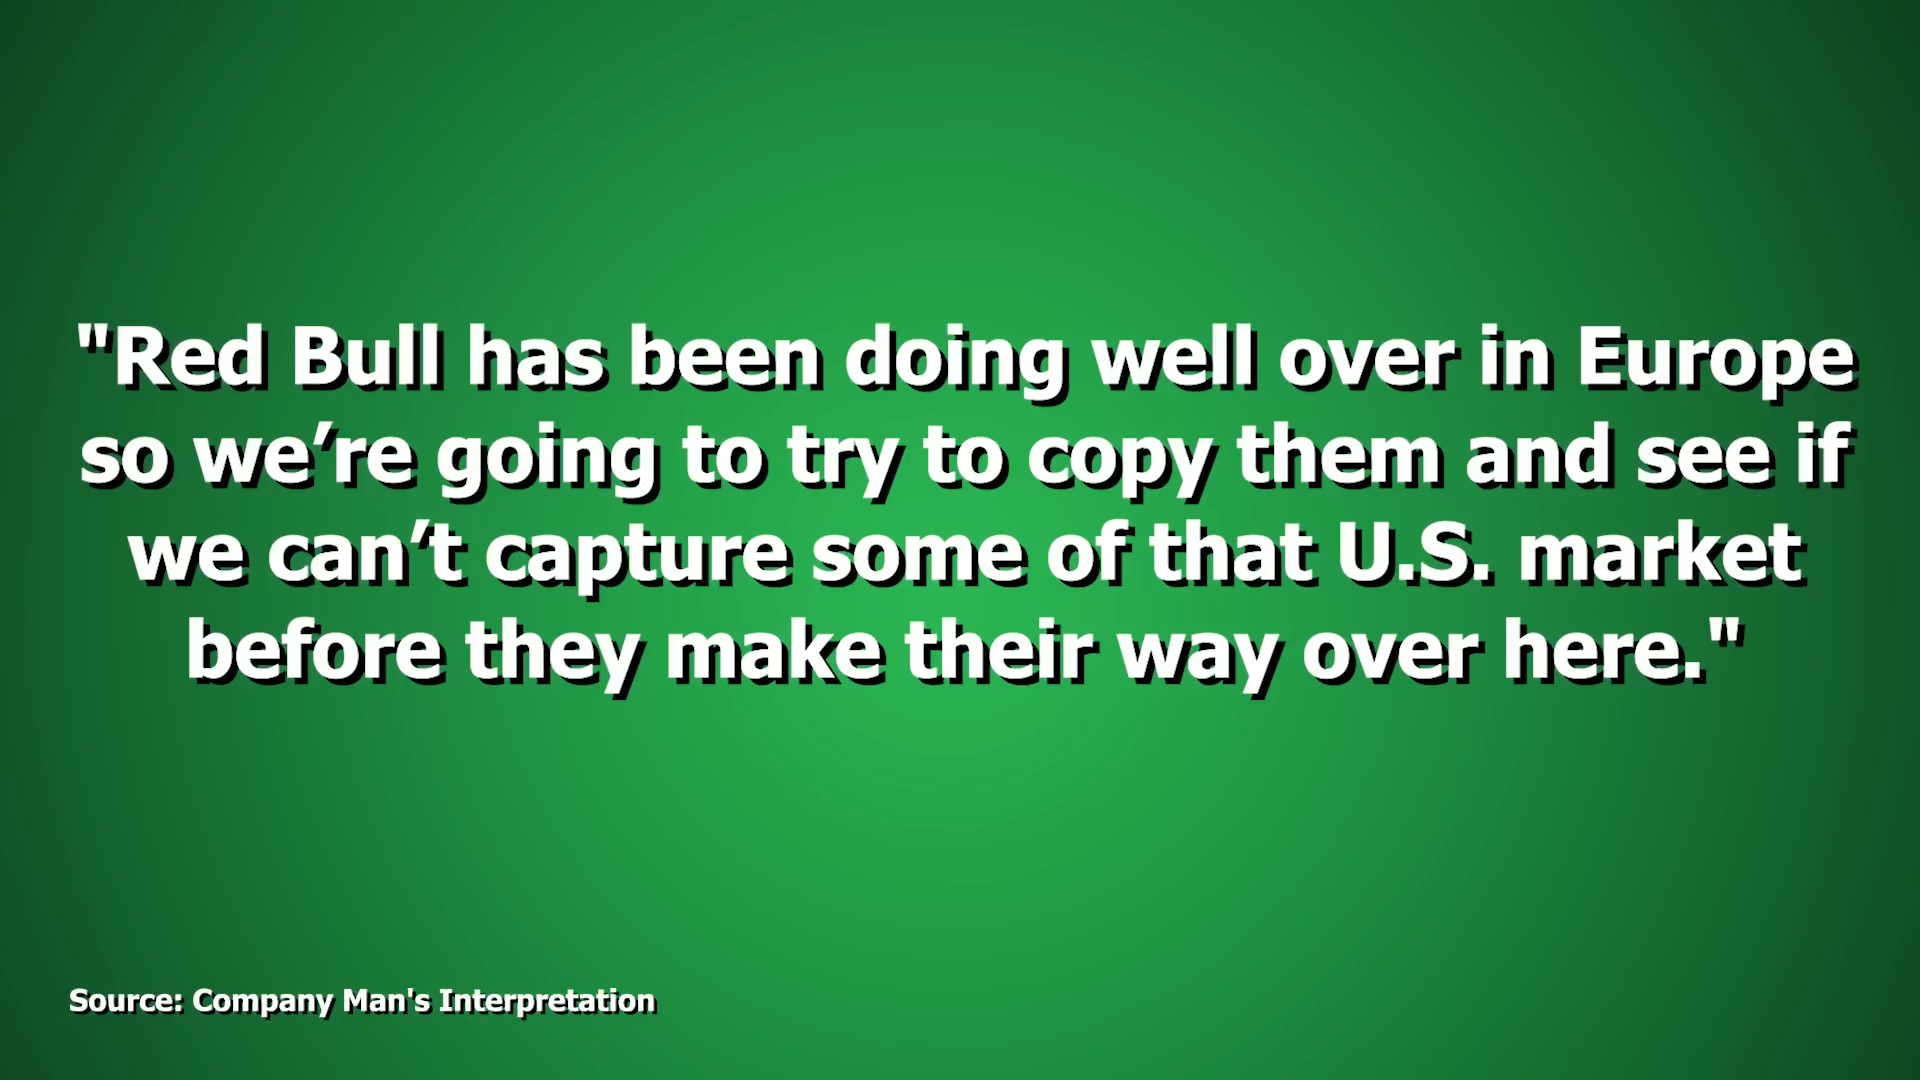 "Red Bull has been doing well over in Europe
so we’re going to try to copy them and see if
we can’t capture some of that U.S. market
before they make their way over here."
Source: Company Man's Interpretation